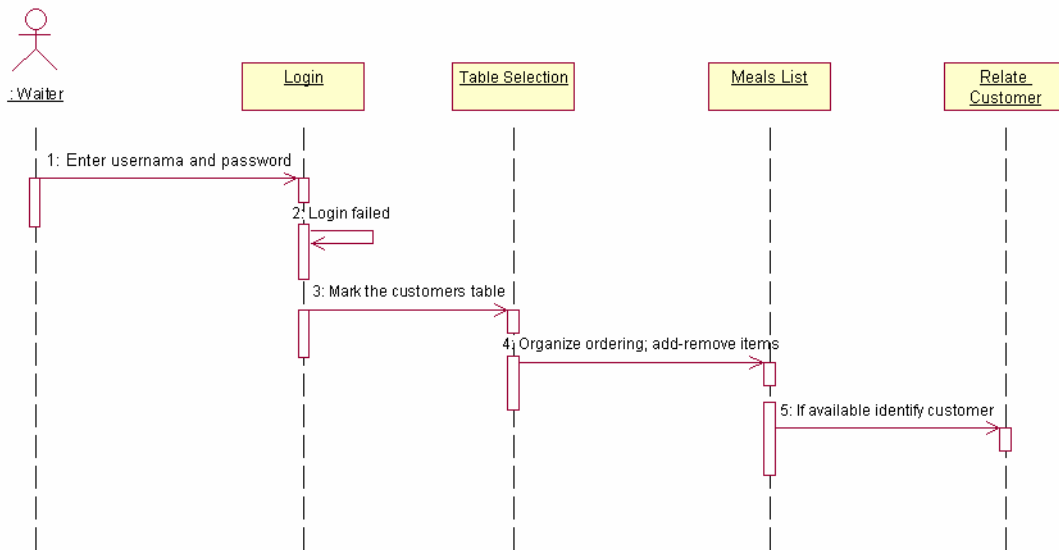 : Waiter
Login
Table Selection
Meals List
Relate
Customer
1: Enter usernama and password
2: Login failed
3: Mark the customers table
4: Organize ordering; add-remove items
5: If available identify customer